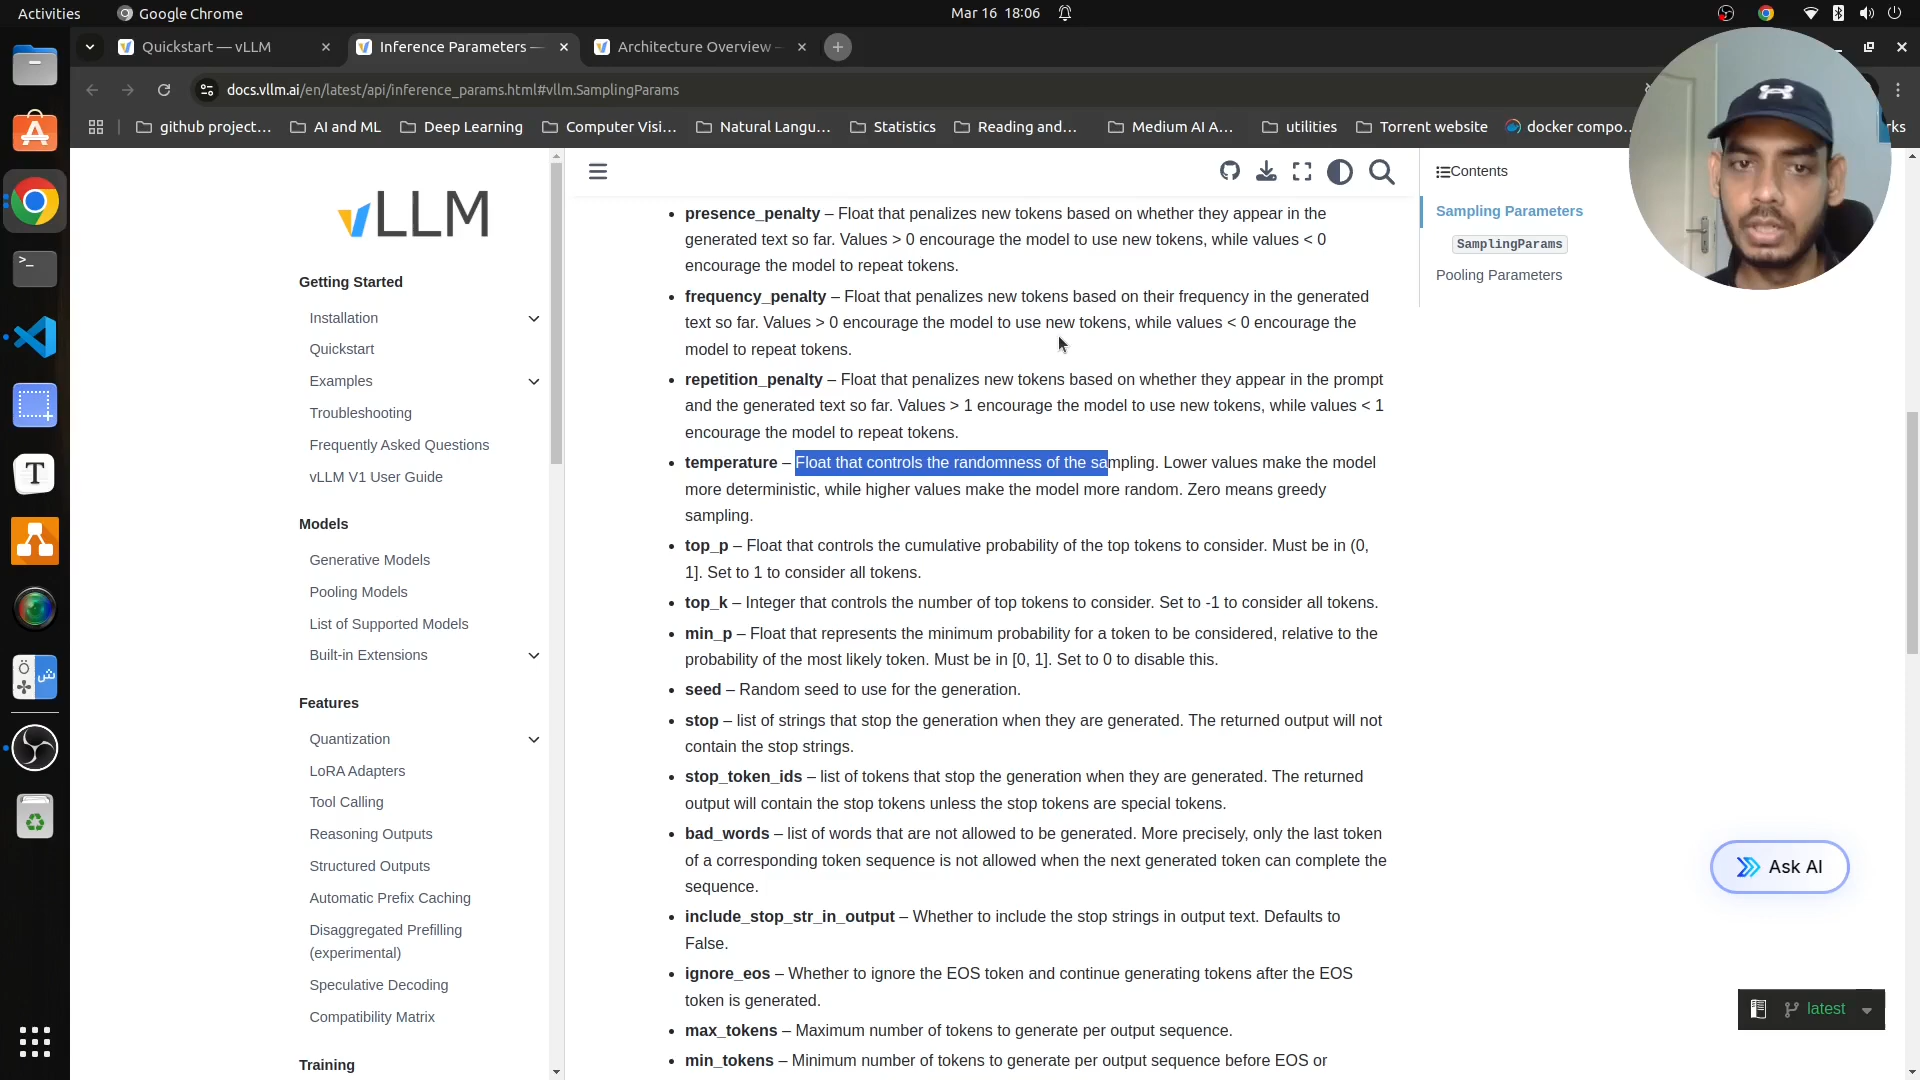 Activities
Google Chrome
Mar 16 18:06
Quickstart — vLLM
Inference Parameters —
Architecture Overview -
docs.vllm.ai/en/latest/api/inference_params.html#vllm.SamplingParams
github project...
AI and ML
Deep Learning
Computer Visi...
Natural Langu...
Statistics
Reading and...
Medium AI A...
utilities
Torrent website
docker compo...
rks
vLLM
Getting Started
Installation
Quickstart
Examples
Troubleshooting
Frequently Asked Questions
vLLM V1 User Guide
Models
Generative Models
Pooling Models
List of Supported Models
Built-in Extensions
Features
Quantization
LoRA Adapters
Tool Calling
Reasoning Outputs
Structured Outputs
Automatic Prefix Caching
Disaggregated Prefilling
(experimental)
Speculative Decoding
Compatibility Matrix
Training
presence_penalty – Float that penalizes new tokens based on whether they appear in the
generated text so far. Values > 0 encourage the model to use new tokens, while values < 0
encourage the model to repeat tokens.
frequency_penalty – Float that penalizes new tokens based on their frequency in the generated
text so far. Values > 0 encourage the model to use new tokens, while values < 0 encourage the
model to repeat tokens.
repetition_penalty – Float that penalizes new tokens based on whether they appear in the prompt
and the generated text so far. Values > 1 encourage the model to use new tokens, while values < 1
encourage the model to repeat tokens.
temperature – Float that controls the randomness of the sampling. Lower values make the model
more deterministic, while higher values make the model more random. Zero means greedy
sampling.
top_p – Float that controls the cumulative probability of the top tokens to consider. Must be in (0,
1]. Set to 1 to consider all tokens.
top_k – Integer that controls the number of top tokens to consider. Set to -1 to consider all tokens.
min_p – Float that represents the minimum probability for a token to be considered, relative to the
probability of the most likely token. Must be in [0, 1]. Set to 0 to disable this.
seed – Random seed to use for the generation.
stop – list of strings that stop the generation when they are generated. The returned output will not
contain the stop strings.
stop_token_ids – list of tokens that stop the generation when they are generated. The returned
output will contain the stop tokens unless the stop tokens are special tokens.
bad_words – list of words that are not allowed to be generated. More precisely, only the last token
of a corresponding token sequence is not allowed when the next generated token can complete the
sequence.
include_stop_str_in_output – Whether to include the stop strings in output text. Defaults to
False.
ignore_eos – Whether to ignore the EOS token and continue generating tokens after the EOS
token is generated.
max_tokens – Maximum number of tokens to generate per output sequence.
min_tokens – Minimum number of tokens to generate per output sequence before EOS or
Contents
Sampling Parameters
SamplingParams
Pooling Parameters
Ask AI
latest